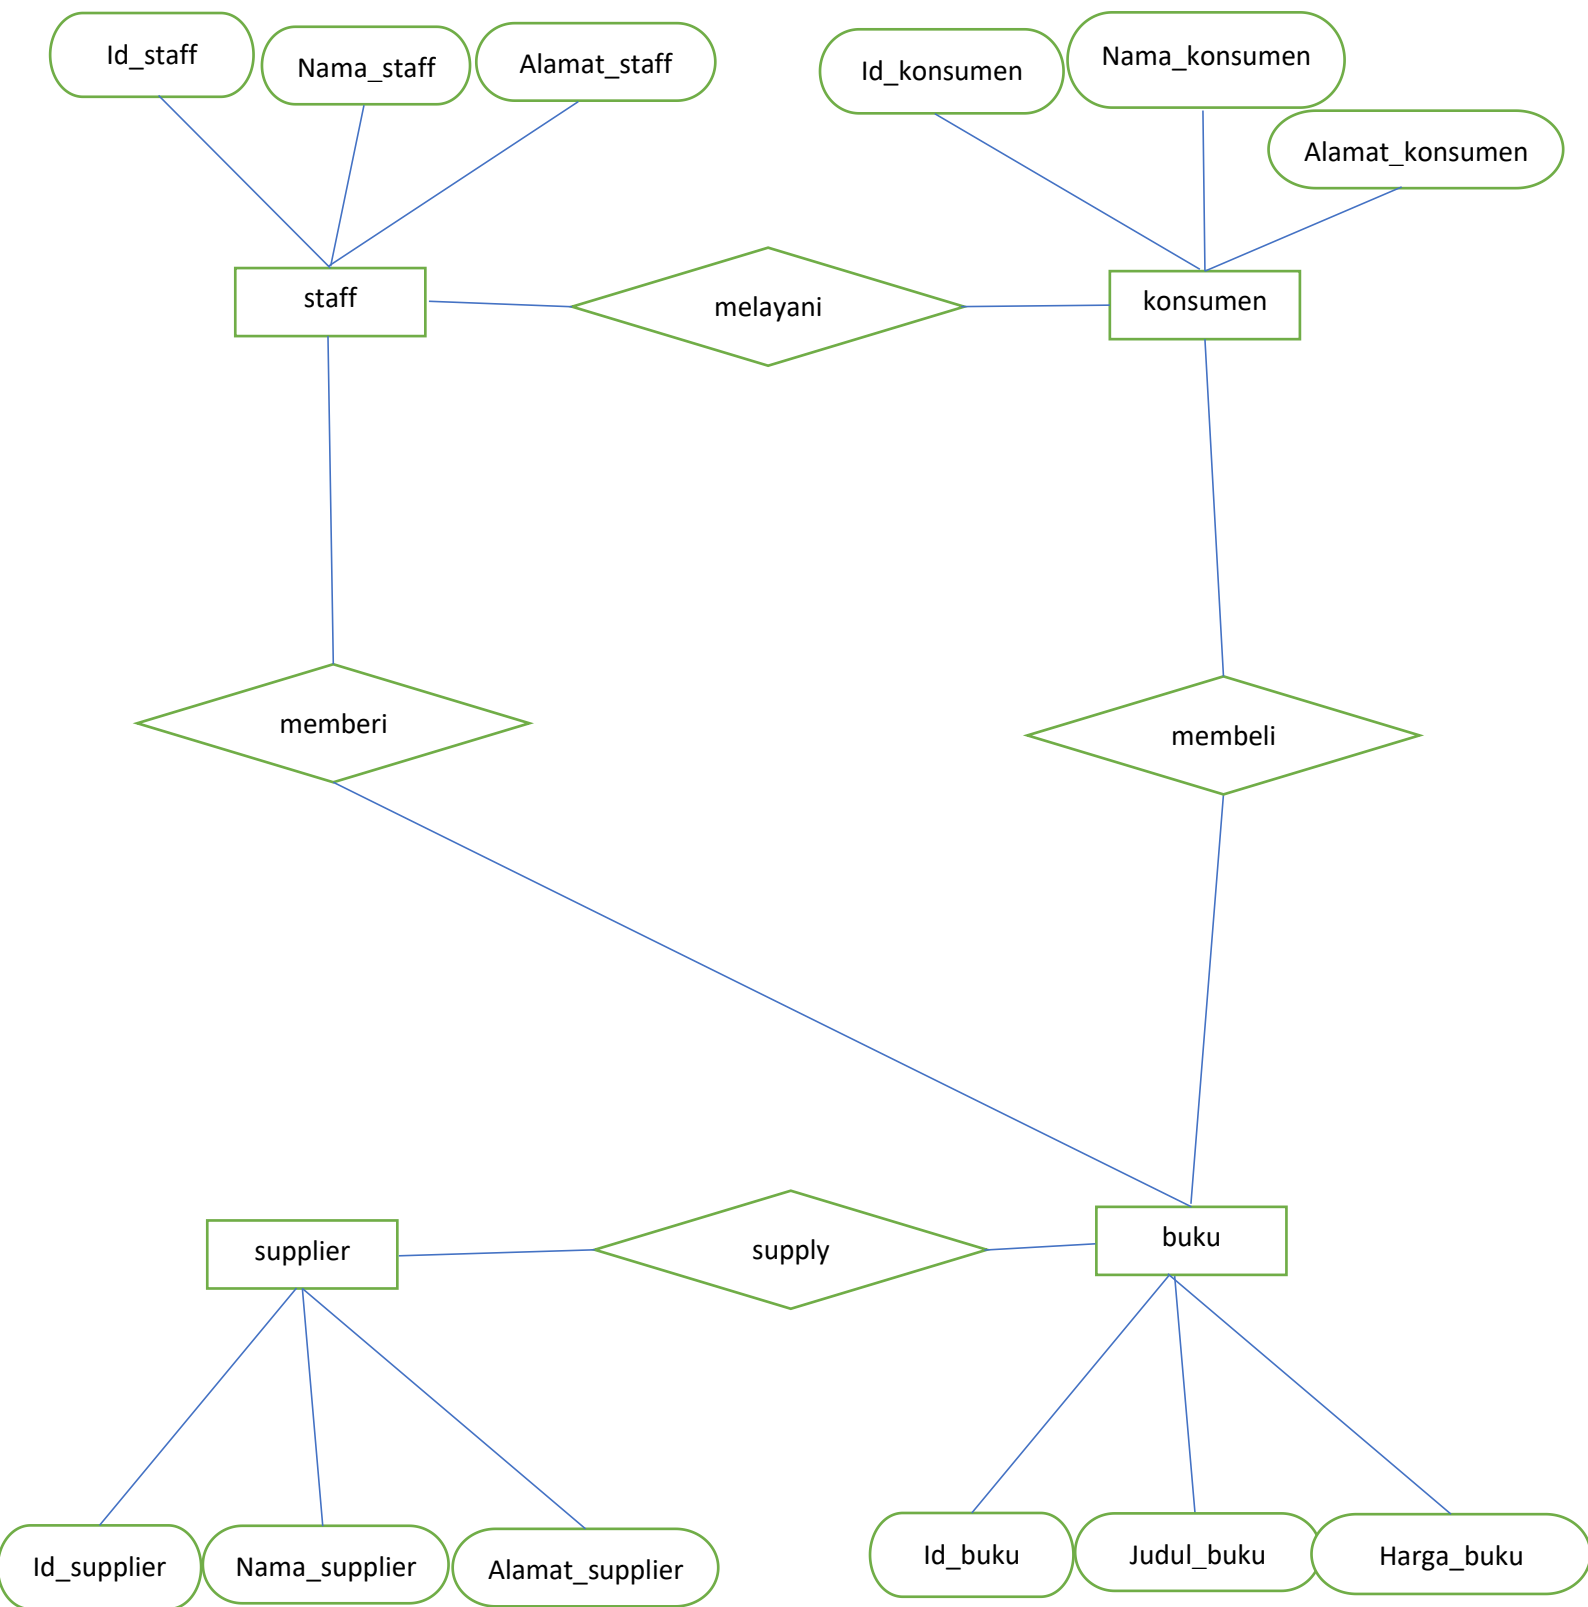 Id_staff
Nama_staff
Alamat_staff
Id_konsumen
Nama_konsumen
Alamat_konsumen
staff
melayani
konsumen
memberi
membeli
supplier
supply
buku
Id_supplier
Nama_supplier
Alamat_supplier
Id_buku
Judul_buku
Harga_buku